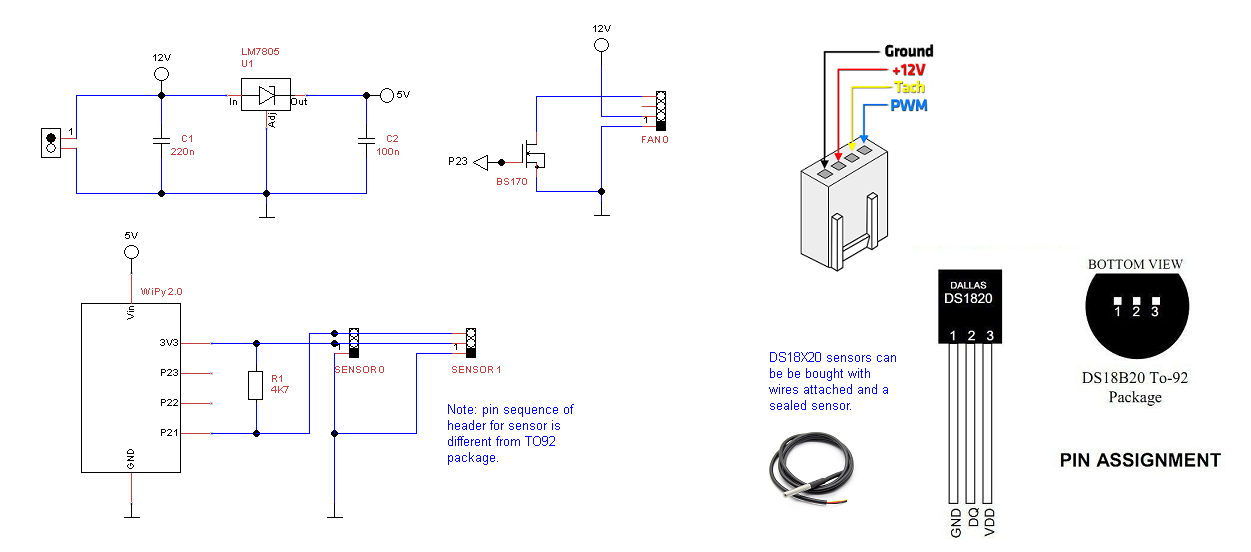 12V
LM7805
U1
In
Out
Adj
5V
1
C1
220n
C2
100n
12V
P23
BS170
1
FAN0
Ground
+12V
Tach
PWM
5V
WiPy2.0
Vin
3V3
P23
P22
P21
GND
R1
4K7
1
SENSOR0
1
SENSOR1
Note: pin sequence of
header for sensor is
different from TO92
package.
DS18X20 sensors can
be be bought with
wires attached and a
sealed sensor.
DALLAS
DS1820
1 2 3
GND
DQ
VDD
BOTTOM VIEW
1 2 3
DS18B20 To-92
Package
PIN ASSIGNMENT